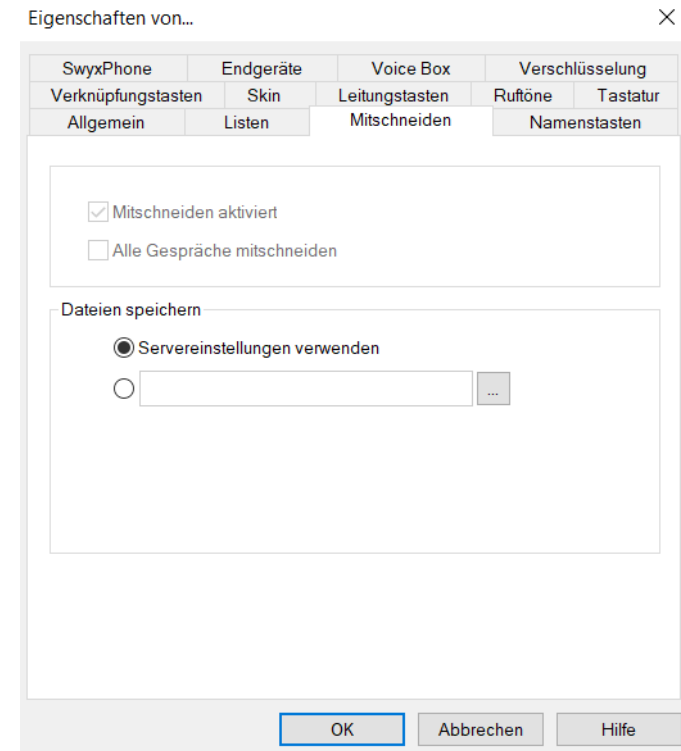 Eigenschaften von...
SwyxPhone Endgeräte Voice Box Verschlüsselung
Verknüpfungstasten Skin Leitungstasten Ruftöne Tastatur
Allgemein Listen Mitschneiden Namenstasten
Mitschneiden aktiviert
Alle Gespräche mitschneiden
Dateien speichern
Servereinstellungen verwenden
...
OK Abbrechen Hilfe